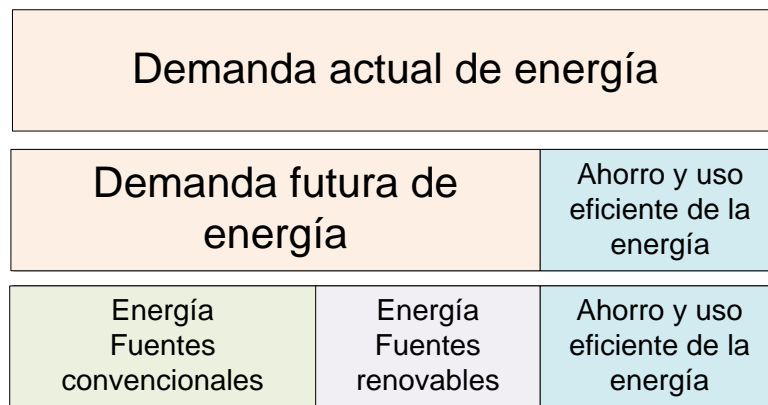 Demanda actual de energía
Demanda futura de
energía
Ahorro y uso
eficiente de la
energía
Energía
Fuentes
convencionales
Energía
Fuentes
renovables
Ahorro y uso
eficiente de la
energía